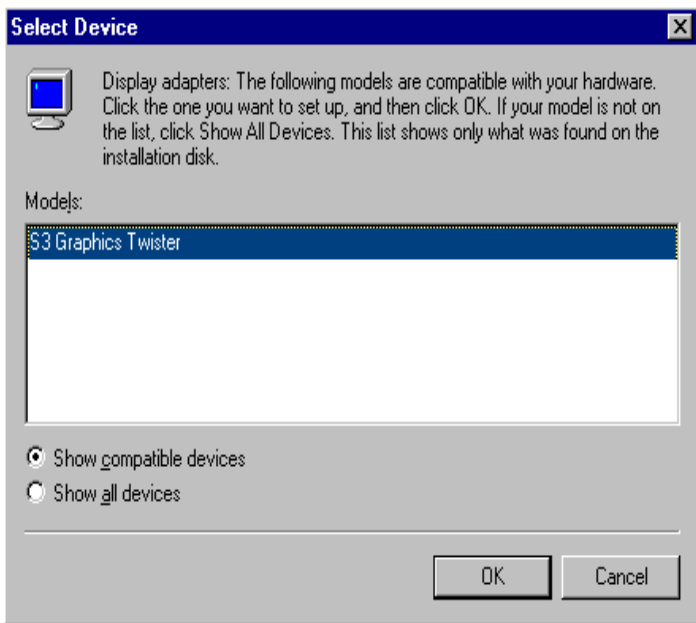 Select Device
Display adapters: The following models are compatible with your hardware.
Click the one you want to set up, and then click OK. If your model is not on
the list, click Show All Devices. This list shows only what was found on the
installation disk.
Models:
S3 Graphics Twister
Show compatible devices
Show all devices
OK
Cancel